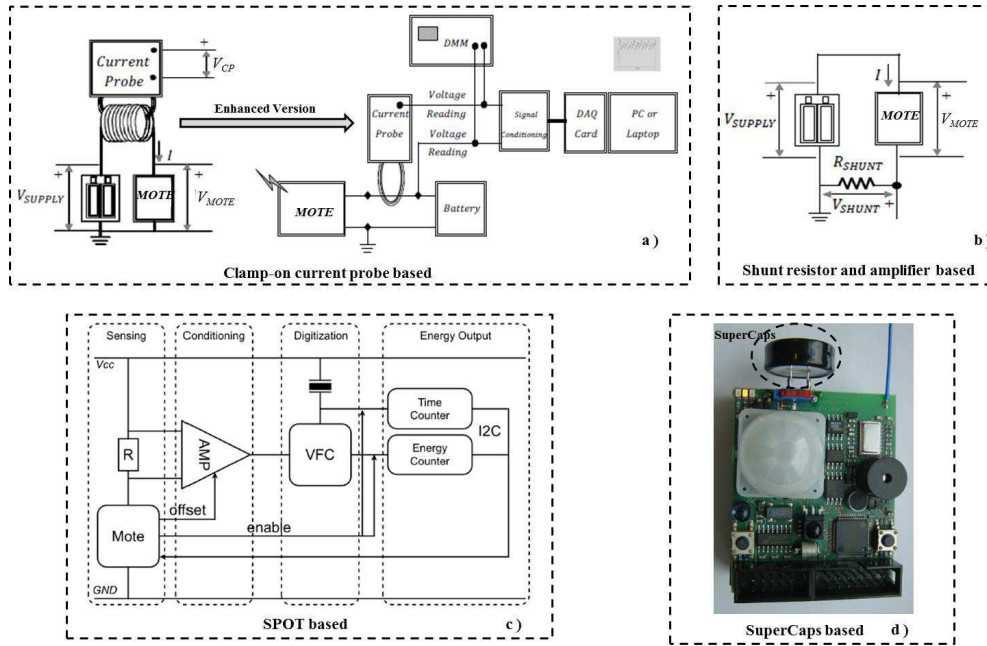 Current
Probe
+
V_CP
-
I
+
V_SUPPLY
-
MOTE
+
V_MOTE
-
Enhanced Version
DMM
Current
Probe
Voltage
Reading
Voltage
Reading
Signal
Conditioning
DAQ
Card
PC or
Laptop
MOTE
Battery
a )
Clamp-on current probe based
I
+
V_SUPPLY
-
MOTE
+
V_MOTE
-
R_SHUNT
- V_SHUNT +
b )
Shunt resistor and amplifier based
Sensing
Conditioning
Digitization
Energy Output
Vcc
R
AMP
VFC
Time
Counter
I2C
Energy
Counter
offset
Mote
enable
GND
SPOT based
c )
SuperCaps
SuperCaps based
d )